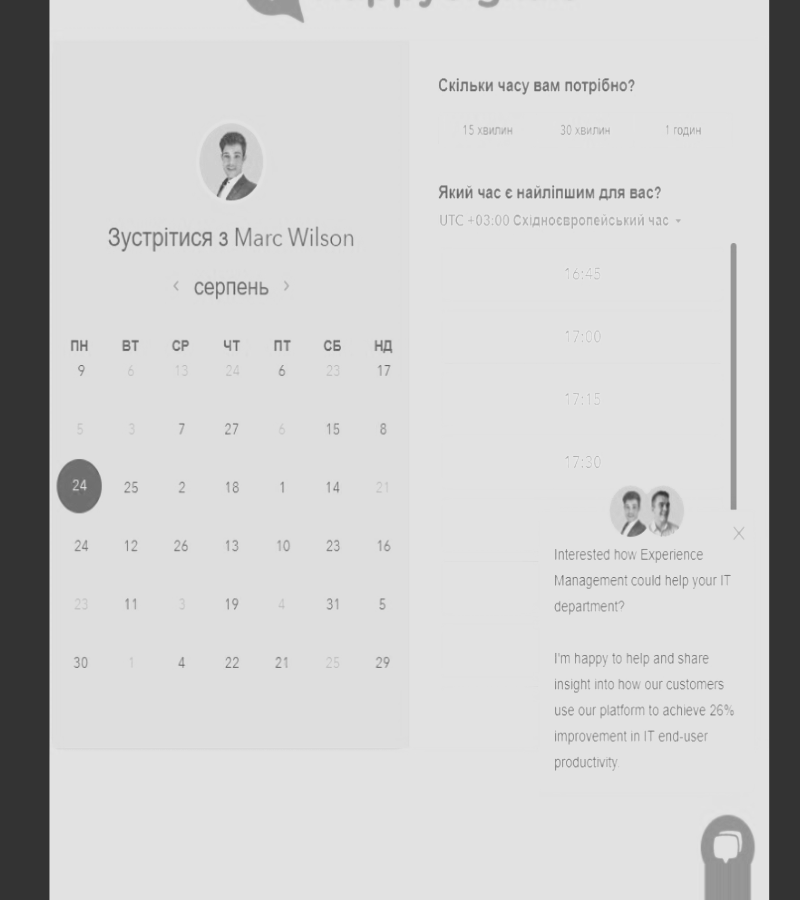 Зустрітися з Marc Wilson
‹ серпень ›
ПН ВТ СР ЧТ ПТ СБ НД
9 6 13 24 6 23 17
5 3 7 27 6 15 8
24 25 2 18 1 14 21
24 12 26 13 10 23 16
23 11 3 19 4 31 5
30 1 4 22 21 25 29
Скільки часу вам потрібно?
15 хвилин 30 хвилин 1 годин
Який час є найліпшим для вас?
UTC +03:00 Східноєвропейський час
16:45
17:00
17:15
17:30
Interested how Experience
Management could help your IT
department?
I'm happy to help and share
insight into how our customers
use our platform to achieve 26%
improvement in IT end-user
productivity